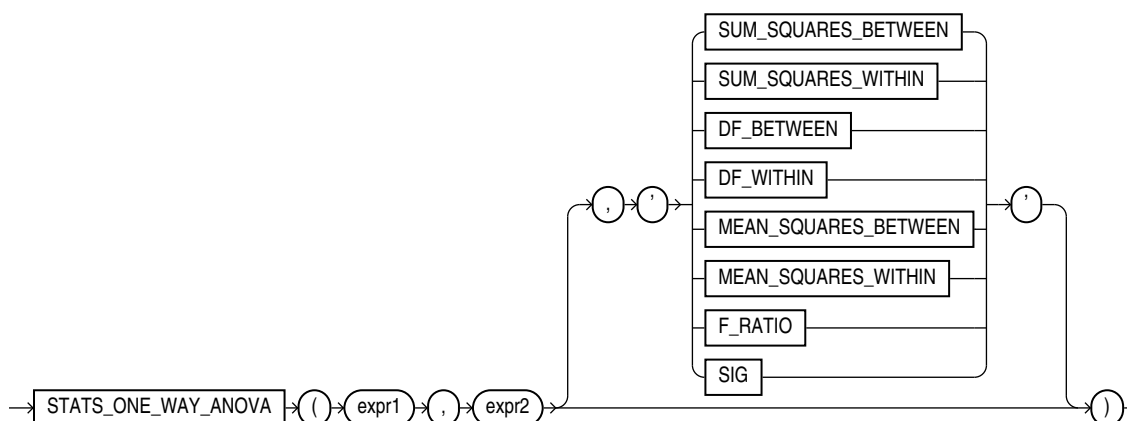 SUM_SQUARES_BETWEEN
SUM_SQUARES_WITHIN
DF_BETWEEN
DF_WITHIN
, ’ ’
MEAN_SQUARES_BETWEEN
MEAN_SQUARES_WITHIN
F_RATIO
SIG
STATS_ONE_WAY_ANOVA ( expr1 , expr2 )